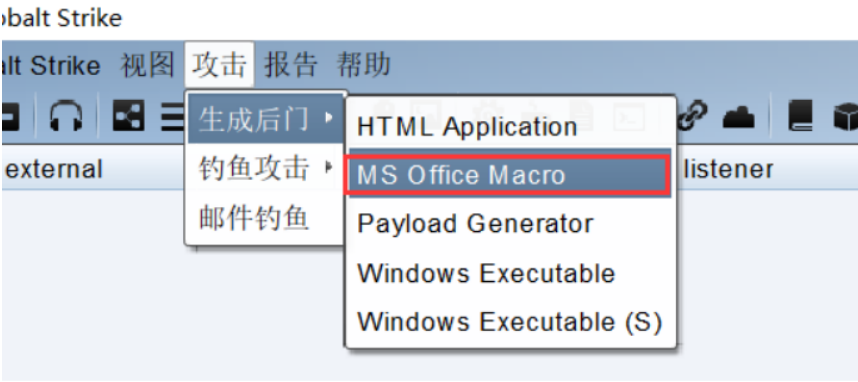 obalt Strike
alt Strike 视图 攻击 报告 帮助
external listener
生成后门
钓鱼攻击
邮件钓鱼
HTML Application
MS Office Macro
Payload Generator
Windows Executable
Windows Executable (S)